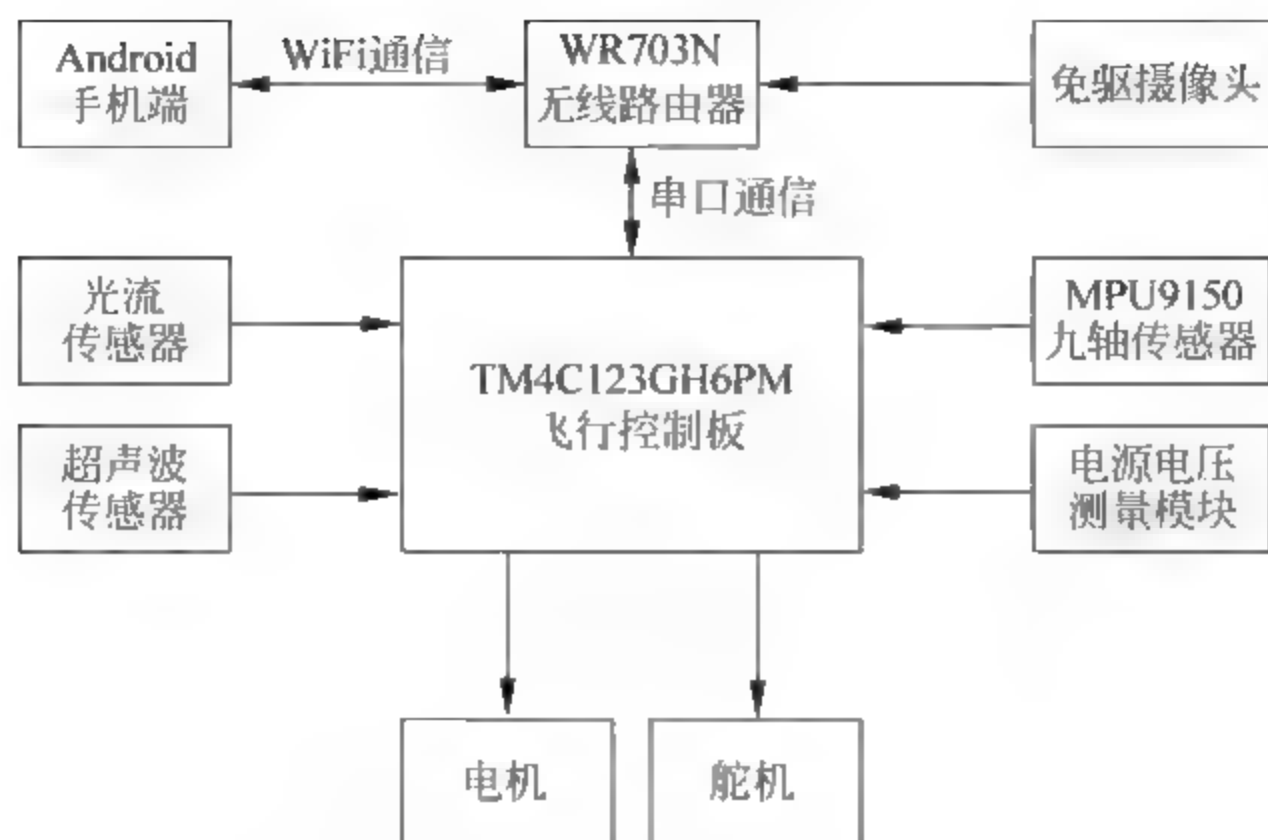 Android
手机端
WiFi通信
WR703N
无线路由器
免驱摄像头
串口通信
光流
传感器
MPU9150
九轴传感器
TM4C123GH6PM
飞行控制板
超声波
传感器
电源电压
测量模块
电机
舵机